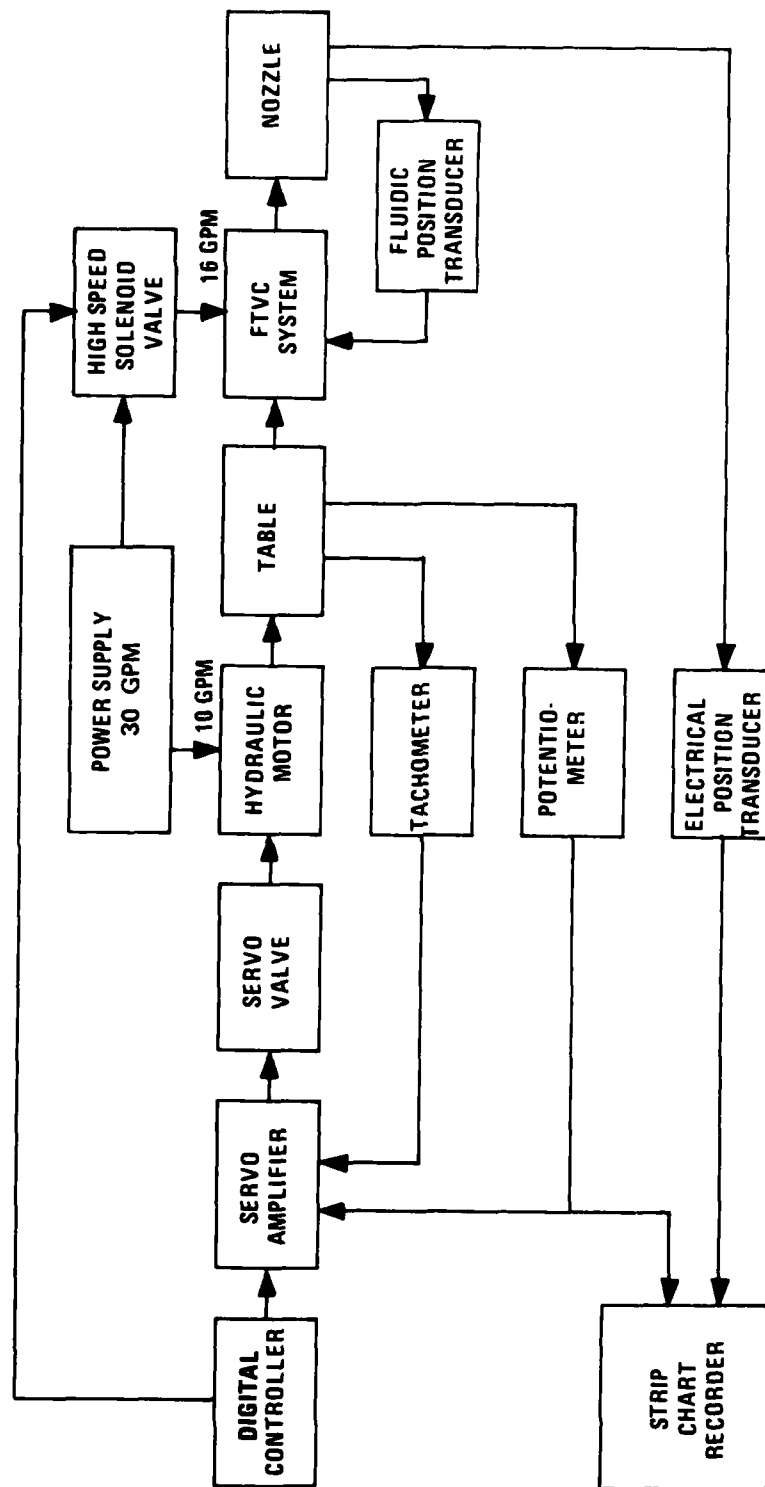 POWER SUPPLY
30 GPM
HIGH SPEED
SOLENOID
VALVE
10 GPM
16 GPM
DIGITAL
CONTROLLER
SERVO
AMPLIFIER
SERVO
VALVE
HYDRAULIC
MOTOR
TABLE
FTVC
SYSTEM
NOZZLE
TACHOMETER
FLUIDIC
POSITION
TRANSDUCER
POTENTIO-
METER
STRIP
CHART
RECORDER
ELECTRICAL
POSITION
TRANSDUCER